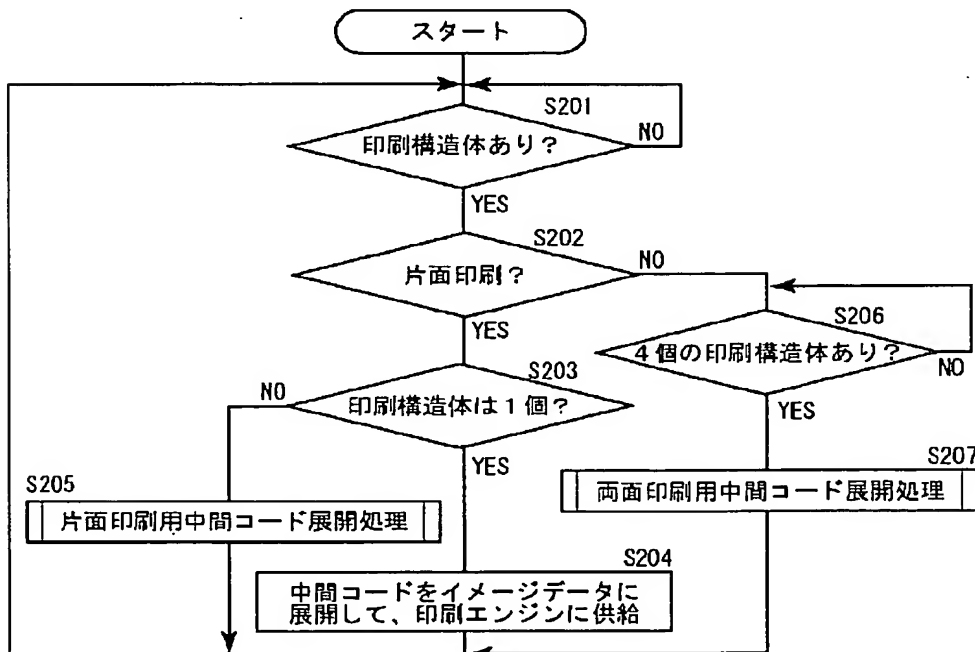 スタート
S201
印刷構造体あり？
NO
YES
S202
片面印刷？
NO
YES
S206
4個の印刷構造体あり？
NO
YES
S203
NO
印刷構造体は1個？
YES
S205
片面印刷用中間コード展開処理
S207
両面印刷用中間コード展開処理
S204
中間コードをイメージデータに
展開して、印刷エンジンに供給